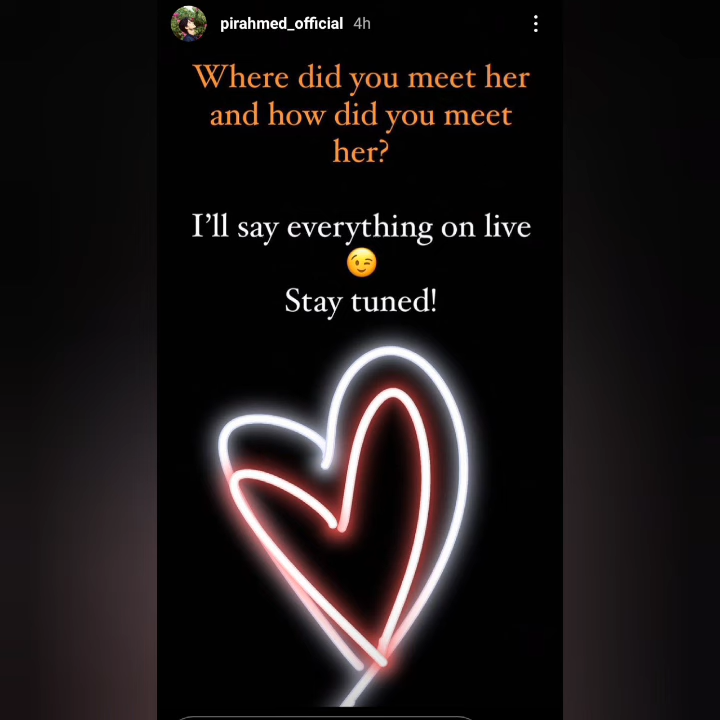 pirahmed_official 4h
Where did you meet her
and how did you meet
her?
I'll say everything on live
😉
Stay tuned!